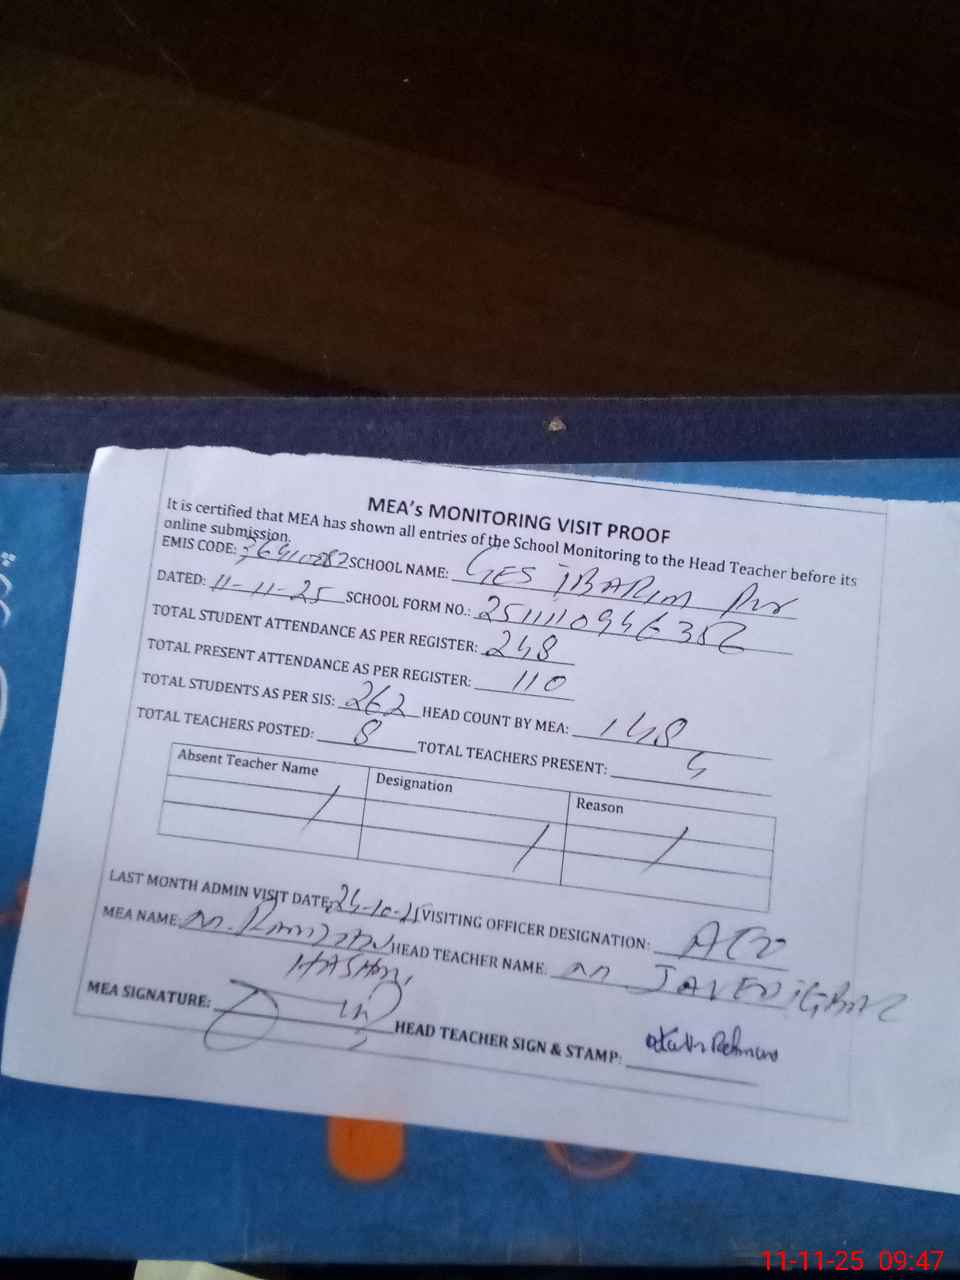 MEA's MONITORING VISIT PROOF
It is certified that MEA has shown all entries of the School Monitoring to the Head Teacher before its
online submission.
EMIS CODE: SCHOOL NAME: GES
DATED: 11-11-25 SCHOOL FORM NO.:
TOTAL STUDENT ATTENDANCE AS PER REGISTER: 248
TOTAL PRESENT ATTENDANCE AS PER REGISTER: 110
TOTAL STUDENTS AS PER SIS: 262 HEAD COUNT BY MEA: 148
TOTAL TEACHERS POSTED: 8 TOTAL TEACHERS PRESENT:
Absent Teacher Name Designation Reason
LAST MONTH ADMIN VISIT DATE: VISITING OFFICER DESIGNATION:
MEA NAME: HEAD TEACHER NAME: JAVED
HASHMI
MEA SIGNATURE: HEAD TEACHER SIGN & STAMP:
11-11-25 09:47